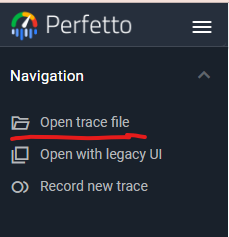 Perfetto
Navigation
Open trace file
Open with legacy UI
Record new trace